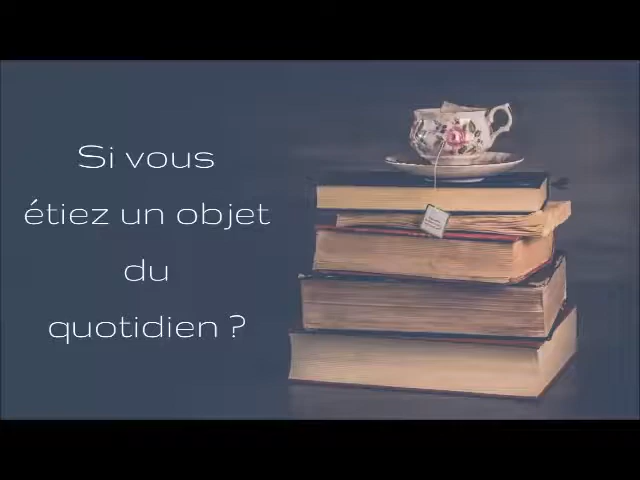 Si vous
étiez un objet
du
quotidien ?